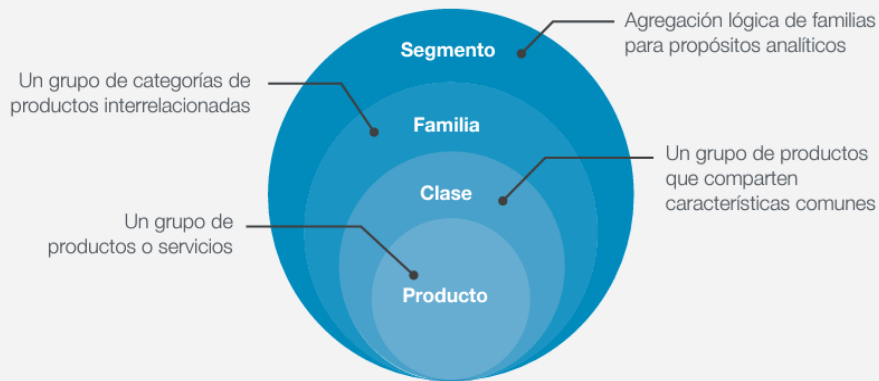 Segmento
Agregación lógica de familias
para propósitos analíticos
Un grupo de categorías de
productos interrelacionadas
Familia
Clase
Un grupo de productos
que comparten
características comunes
Un grupo de
productos o servicios
Producto